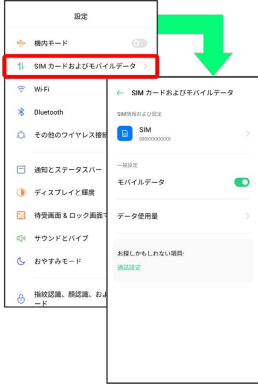 設定
機内モード
SIM カードおよびモバイルデータ
Wi-Fi
Bluetooth
その他のワイヤレス接続
通知とステータスバー
ディスプレイと輝度
待受画面 & ロック画面
サウンドとバイブ
おやすみモード
指紋認識、顔認識、およ
ード
SIM カードおよびモバイルデータ
SIM情報および設定
SIM
一般設定
モバイルデータ
データ使用量
お探しかもしれない項目:
通話設定